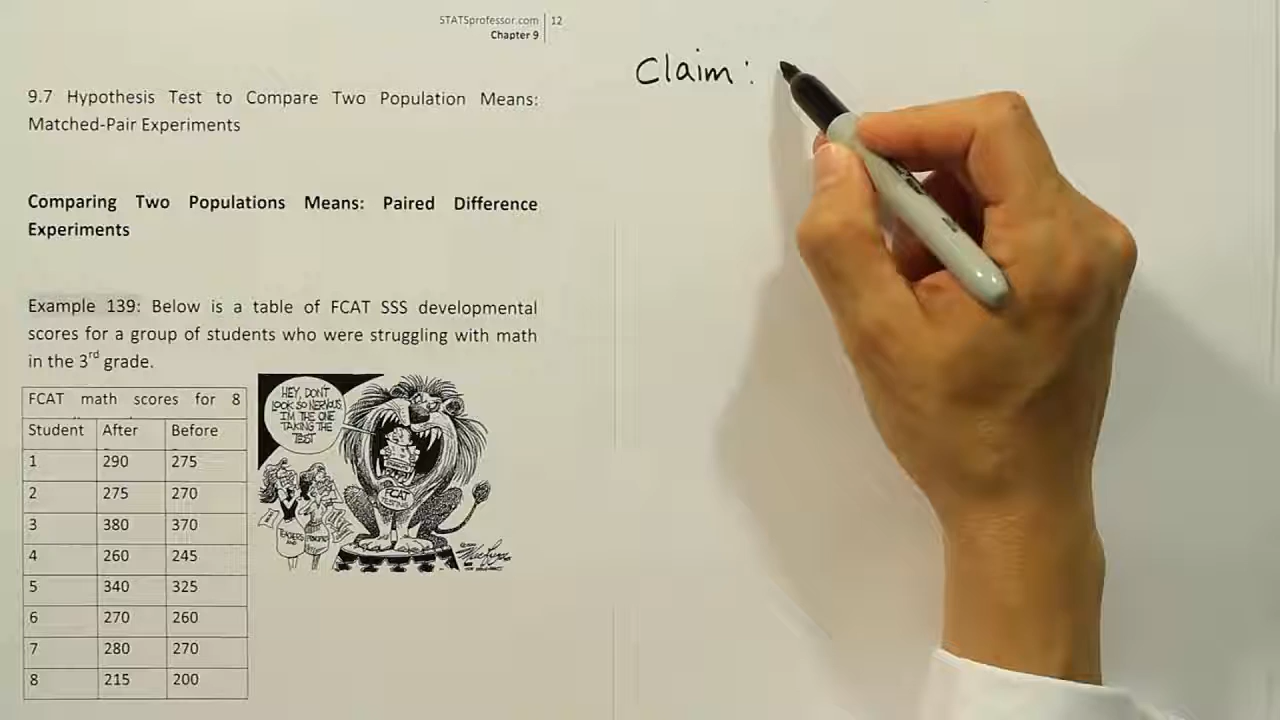 STATSprofessor.com 12
Chapter 9
Claim:
9.7 Hypothesis Test to Compare Two Population Means:
Matched-Pair Experiments
Comparing Two Populations Means: Paired Difference
Experiments
Example 139: Below is a table of FCAT SSS developmental
scores for a group of students who were struggling with math
in the 3rd grade.
FCAT math scores for 8
Student After Before
1 290 275
2 275 270
3 380 370
4 260 245
5 340 325
6 270 260
7 280 270
8 215 200
HEY, DON'T
LOOK SO NERVOUS.
I'M THE ONE
TAKING THE
TEST
FCAT
TESTING
TEACHERS
AND